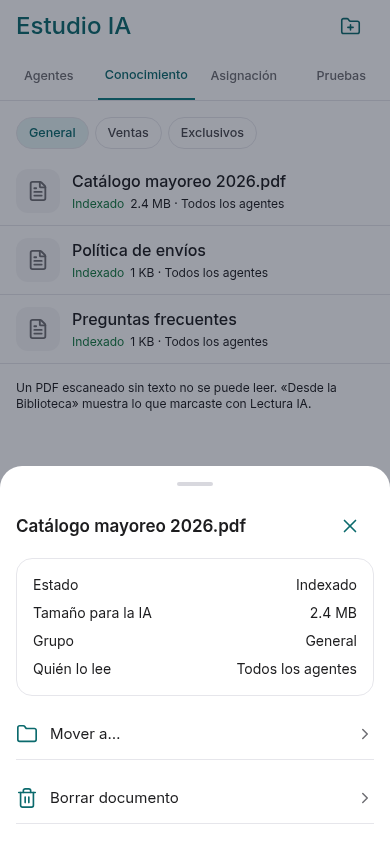 Estudio IA
Agentes Conocimiento Asignación Pruebas
General Ventas Exclusivos
Catálogo mayoreo 2026.pdf
Indexado 2.4 MB · Todos los agentes
Política de envíos
Indexado 1 KB · Todos los agentes
Preguntas frecuentes
Indexado 1 KB · Todos los agentes
Un PDF escaneado sin texto no se puede leer. «Desde la
Biblioteca» muestra lo que marcaste con Lectura IA.
Catálogo mayoreo 2026.pdf
Estado Indexado
Tamaño para la IA 2.4 MB
Grupo General
Quién lo lee Todos los agentes
Mover a...
Borrar documento